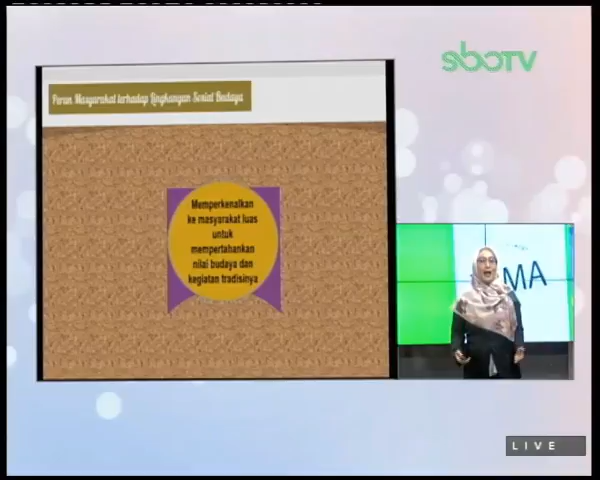 sboTV
Peran Masyarakat terhadap Lingkungan Sosial Budaya
Memperkenalkan
ke masyarakat luas
untuk
mempertahankan
nilai budaya dan
kegiatan tradisinya
MA
LIVE